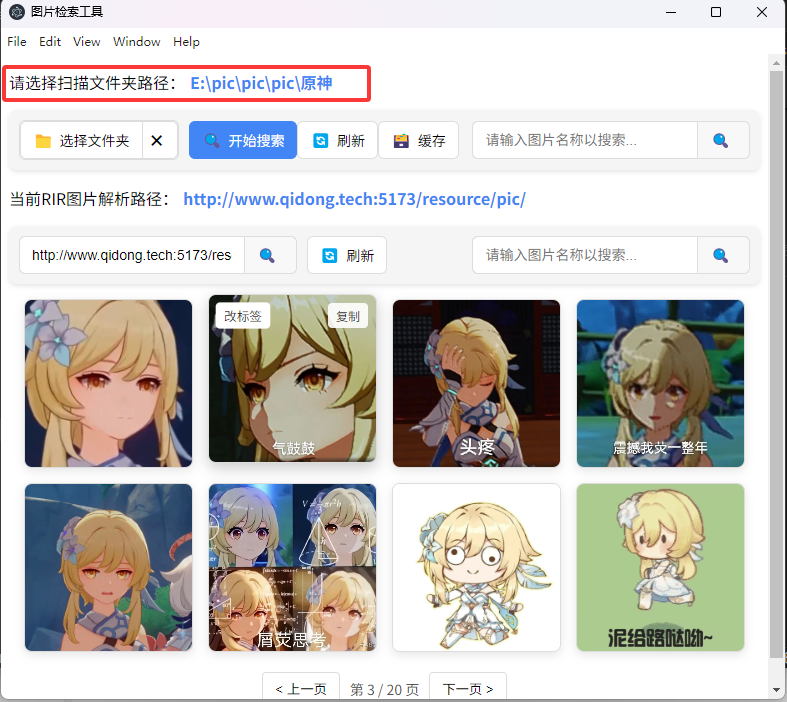 图片检索工具
File Edit View Window Help
请选择扫描文件夹路径： E:\pic\pic\pic\原神
选择文件夹 ✕ 开始搜索 刷新 缓存 请输入图片名称以搜索...
当前RIR图片解析路径： http://www.qidong.tech:5173/resource/pic/
http://www.qidong.tech:5173/res 刷新 请输入图片名称以搜索...
改标签 复制
气鼓鼓
头疼
震撼我荧一整年
屑荧思考
泥给路哒呦~
< 上一页 第 3 / 20 页 下一页 >